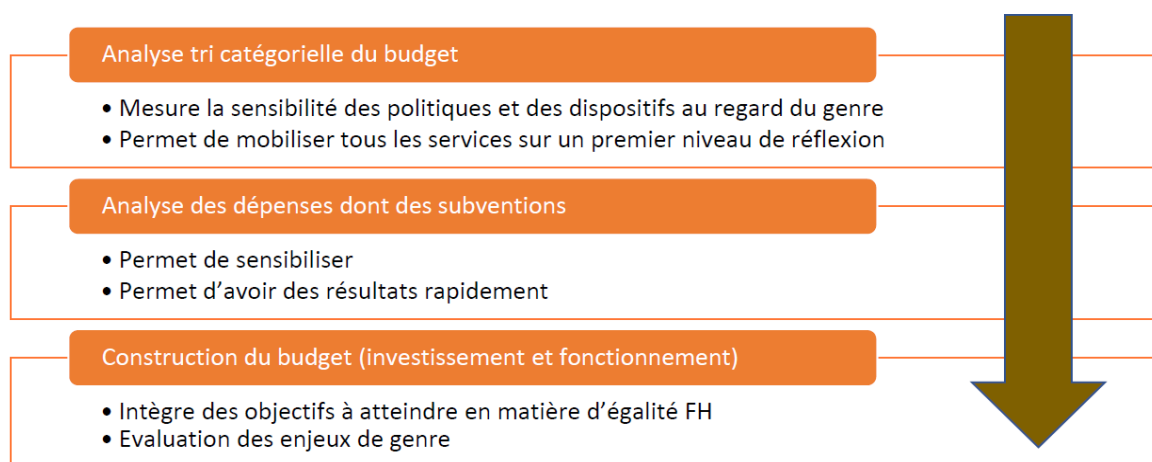 Analyse tri catégorielle du budget
• Mesure la sensibilité des politiques et des dispositifs au regard du genre
• Permet de mobiliser tous les services sur un premier niveau de réflexion
Analyse des dépenses dont des subventions
• Permet de sensibiliser
• Permet d’avoir des résultats rapidement
Construction du budget (investissement et fonctionnement)
• Intègre des objectifs à atteindre en matière d’égalité FH
• Evaluation des enjeux de genre